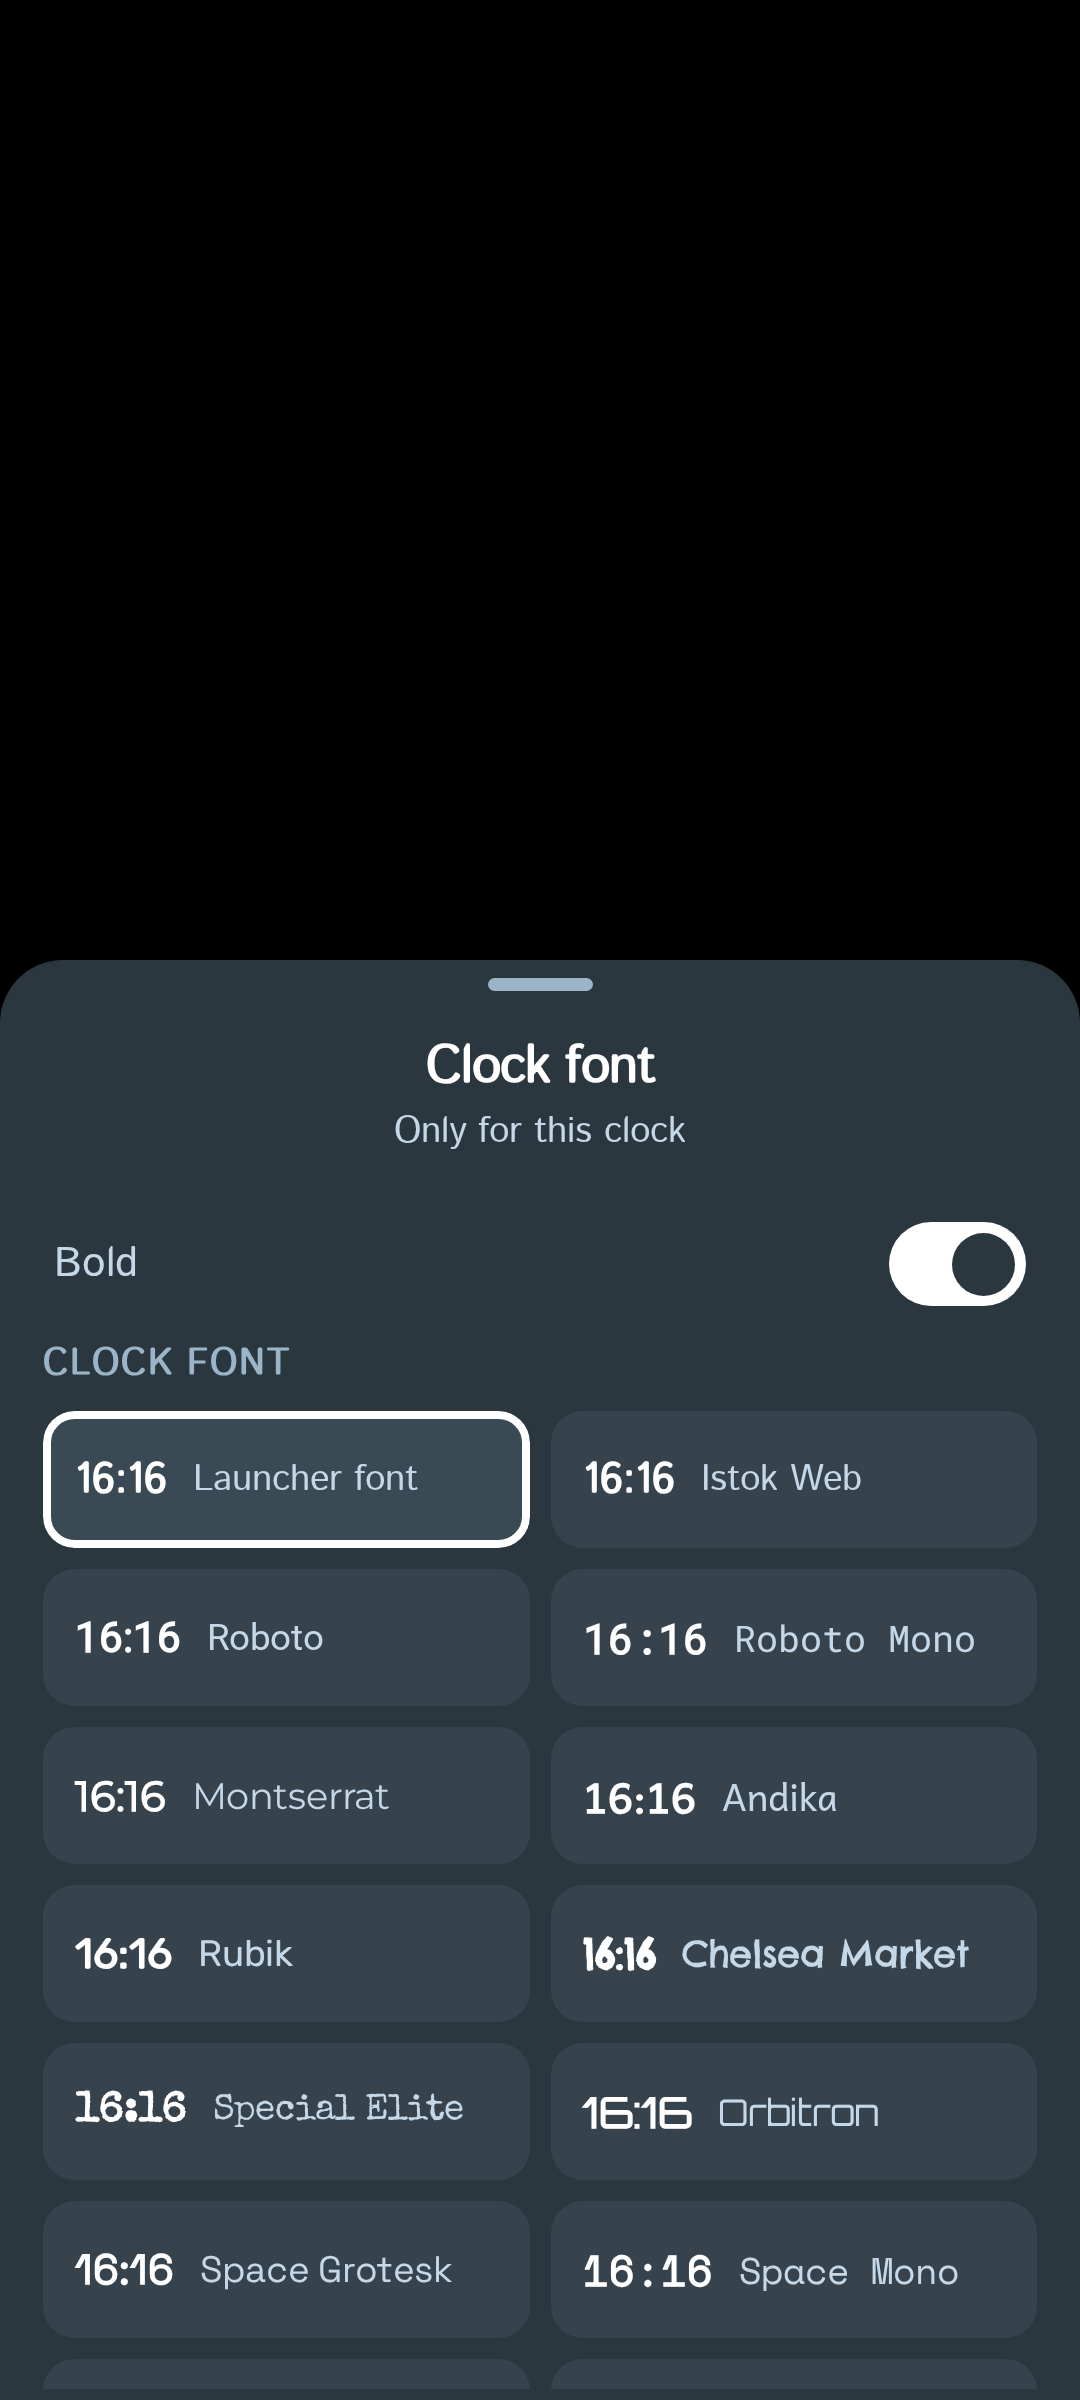 Clock font
Only for this clock
Bold
CLOCK FONT
16:16 Launcher font
16:16 Istok Web
16:16 Roboto
16:16 Roboto Mono
16:16 Montserrat
16:16 Andika
16:16 Rubik
16:16 Chelsea Market
16:16 Special Elite
16:16 Orbitron
16:16 Space Grotesk
16:16 Space Mono